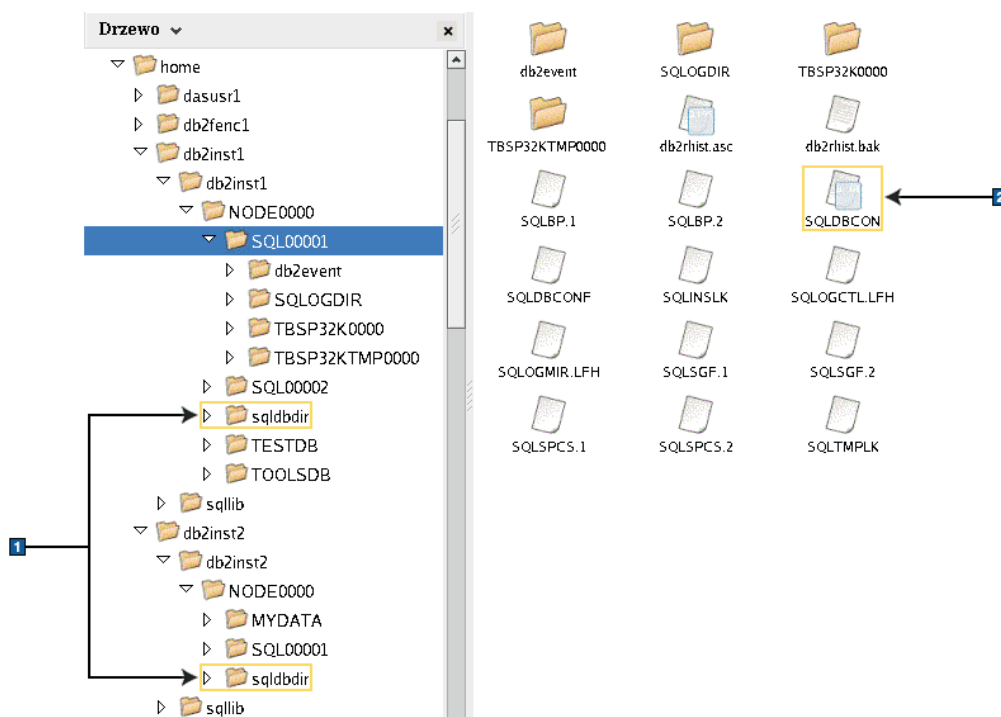 Drzewo
home
dasusr1
db2fenc1
db2inst1
db2inst1
NODE0000
SQL00001
db2event
SQLOGDIR
TBSP32K0000
TBSP32KTMP0000
SQL00002
sqldbdir
TESTDB
TOOLSDB
sqllib
db2inst2
db2inst2
NODE0000
MYDATA
SQL00001
sqldbdir
sqllib
1
db2event SQLOGDIR TBSP32K0000
TBSP32KTMP0000 db2rhist.asc db2rhist.bak
SQLBP.1 SQLBP.2 SQLDBCON
SQLDBCONF SQLINSLK SQLOGCTL.LFH
SQLOGMIR.LFH SQLSGF.1 SQLSGF.2
SQLSPCS.1 SQLSPCS.2 SQLTMPLK
2